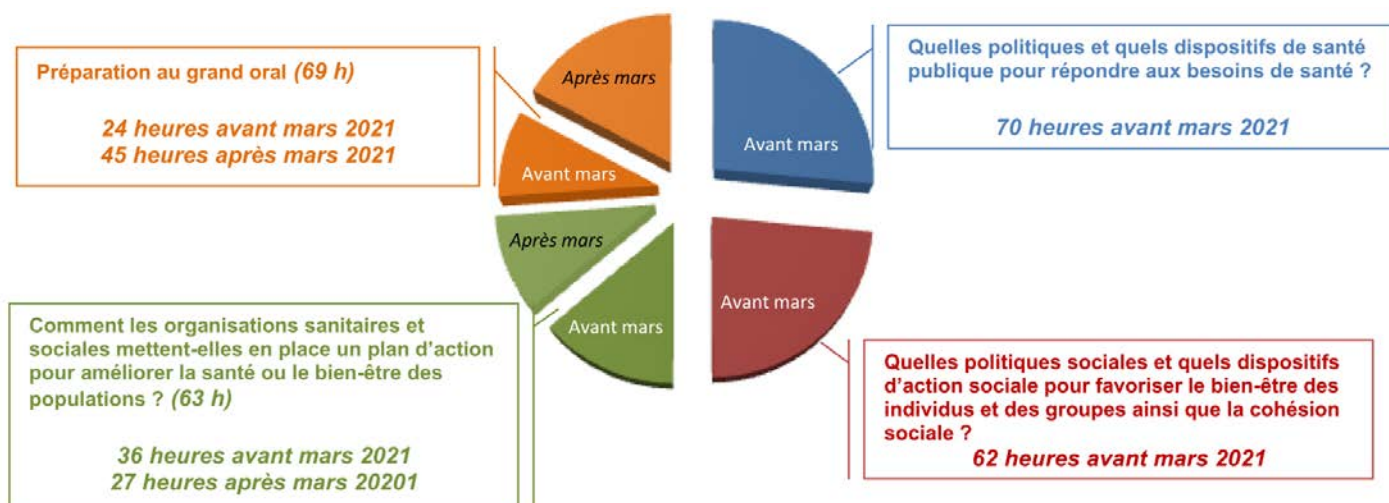 Préparation au grand oral (69 h)
24 heures avant mars 2021
45 heures après mars 2021
Après mars
Avant mars
Quelles politiques et quels dispositifs de santé
publique pour répondre aux besoins de santé ?
70 heures avant mars 2021
Avant mars
Après mars
Avant mars
Comment les organisations sanitaires et
sociales mettent-elles en place un plan d'action
pour améliorer la santé ou le bien-être des
populations ? (63 h)
36 heures avant mars 2021
27 heures après mars 20201
Avant mars
Quelles politiques sociales et quels dispositifs
d'action sociale pour favoriser le bien-être des
individus et des groupes ainsi que la cohésion
sociale ?
62 heures avant mars 2021